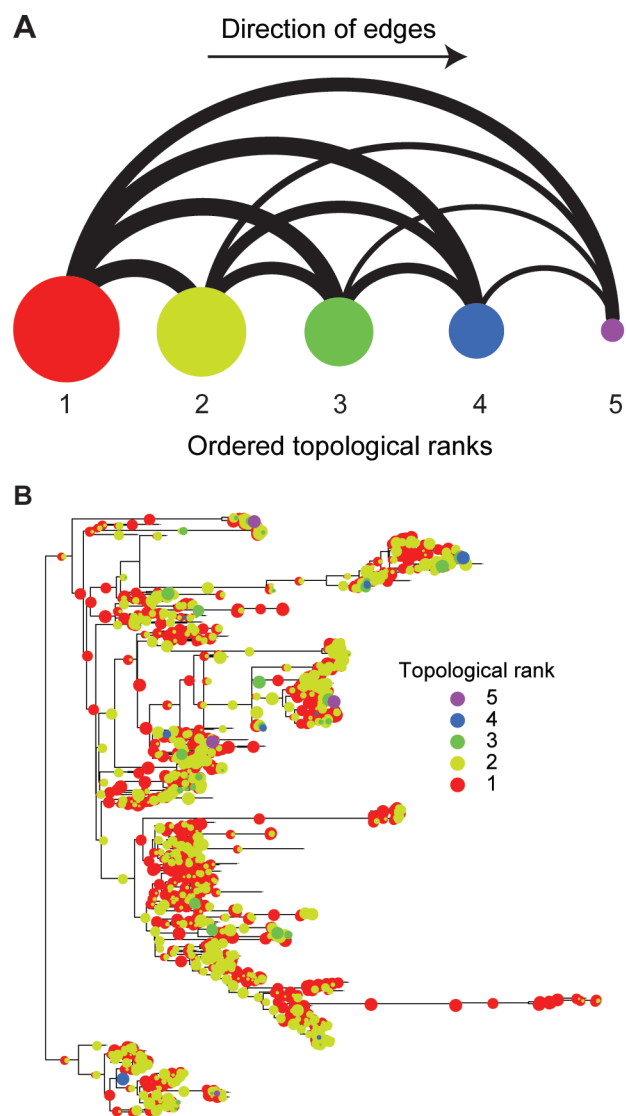 A
Direction of edges
1 2 3 4 5
Ordered topological ranks
B
Topological rank
5
4
3
2
1